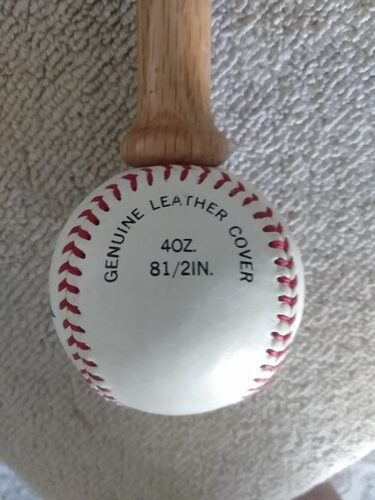 GENUINE LEATHER COVER
4OZ.
81/2IN.